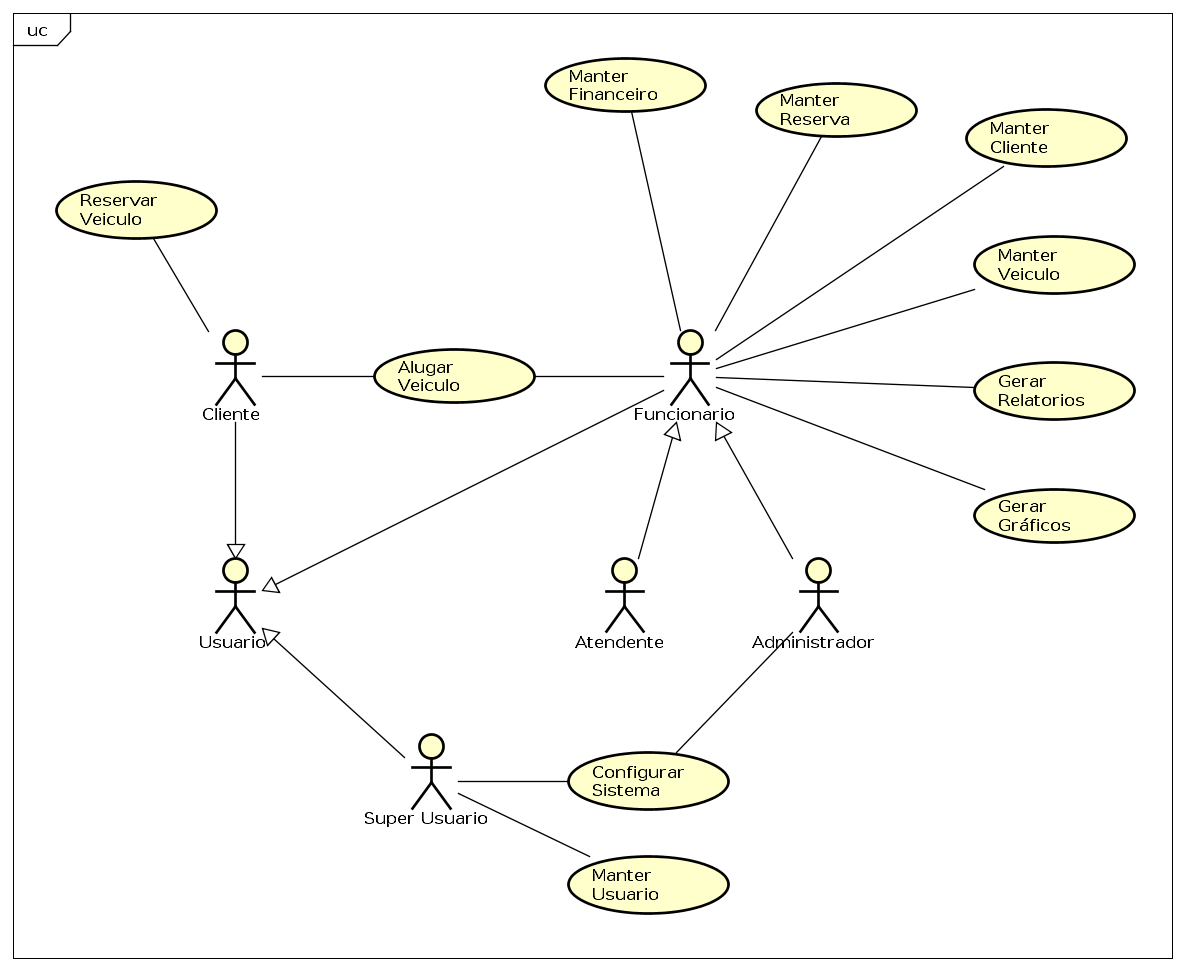 uc
Manter
Financeiro
Manter
Reserva
Manter
Cliente
Reservar
Veiculo
Manter
Veiculo
Alugar
Veiculo
Gerar
Relatorios
Cliente
Funcionario
Gerar
Gráficos
Usuario
Atendente
Administrador
Configurar
Sistema
Super Usuario
Manter
Usuario